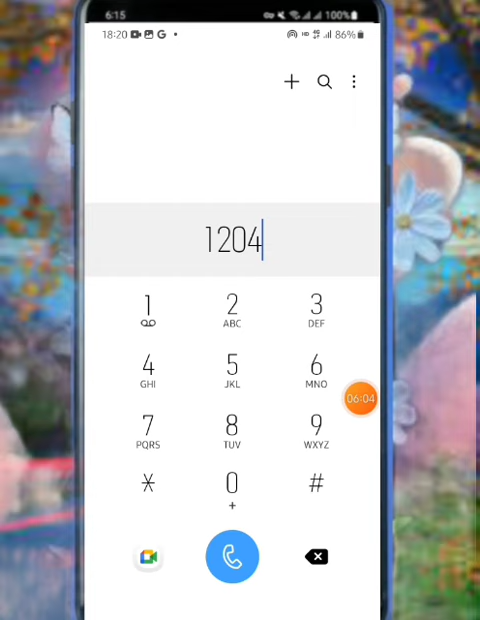 6:15 100%
18:20 G • HD 86%
1204
1 2 3
ABC DEF
4 5 6
GHI JKL MNO
06:04
7 8 9
PQRS TUV WXYZ
* 0 #
+